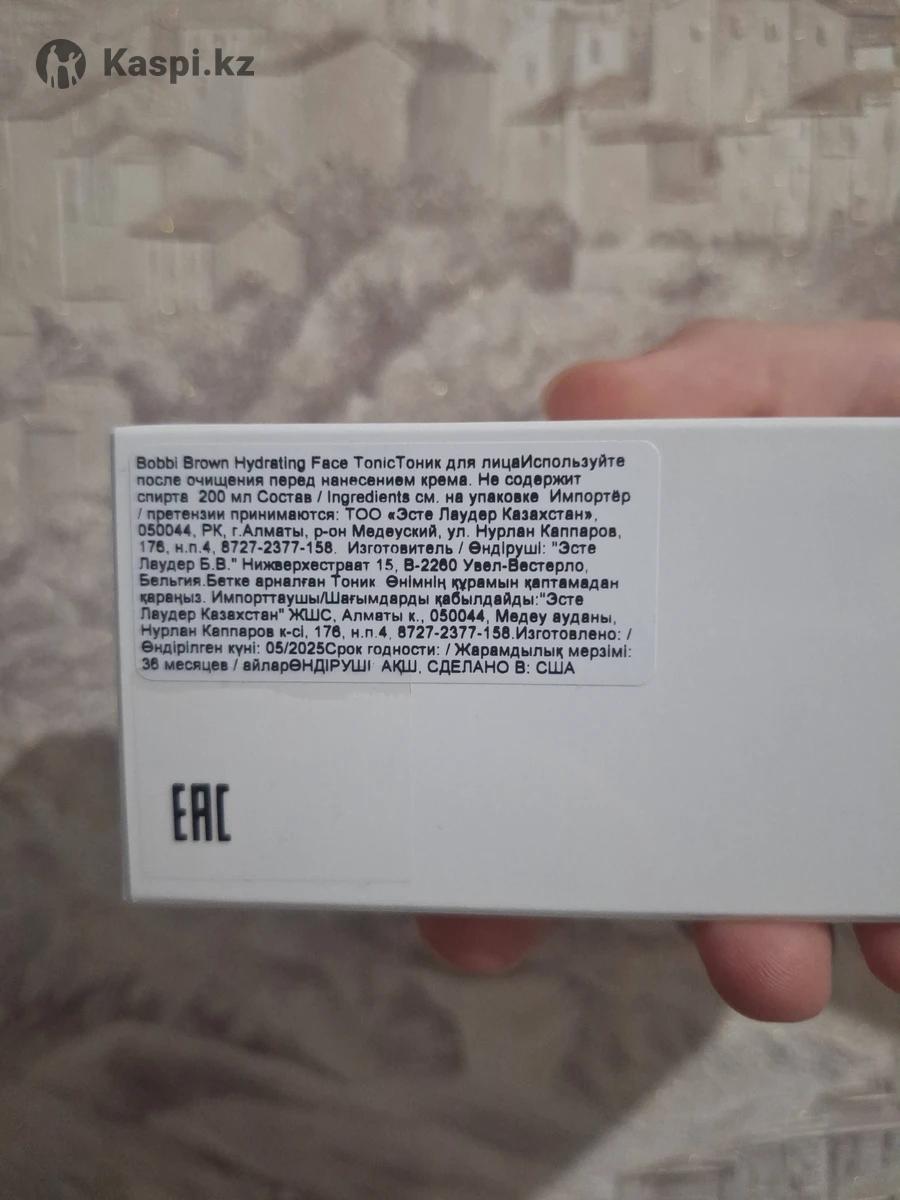 Kaspi.kz
Bobbi Brown Hydrating Face TonicТоник для лицаИспользуйте
после очищения перед нанесением крема. Не содержит
спирта 200 мл Состав / Ingredients см. на упаковке Импортёр
/ претензии принимаются: ТОО «Эсте Лаудер Казахстан»,
050044, РК, г.Алматы, р-он Медеуский, ул. Нурлан Каппаров,
176, н.п.4, 8727-2377-158. Изготовитель / Өндіруші: "Эсте
Лаудер Б.В." Нижверхестраат 15, В-2260 Увел-Вестерло,
Бельгия.Бетке арналған Тоник Өнімнің құрамын қаптамадан
қараңыз. Импорттаушы/Шағымдарды қабылдайды:"Эсте
Лаудер Казахстан" ЖШС, Алматы к., 050044, Медеу ауданы,
Нурлан Каппаров к-сі, 176, н.п.4, 8727-2377-158.Изготовлено: /
Өндірілген күні: 05/2025Срок годности: / Жарамдылық мерзімі:
36 месяцев / айларӨНДІРУШІ АҚШ, СДЕЛАНО В: США
EAC